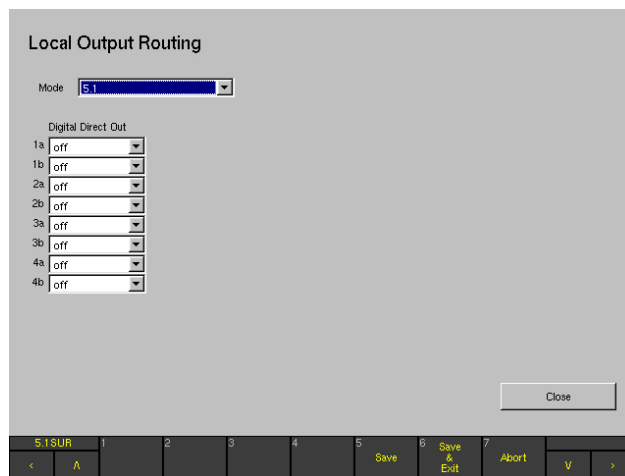 Local Output Routing
Mode 5.1
Digital Direct Out
1a off
1b off
2a off
2b off
3a off
3b off
4a off
4b off
Close
5.1SUR 1 2 3 4 5 Save 6 Save & Exit 7 Abort
< Λ V >